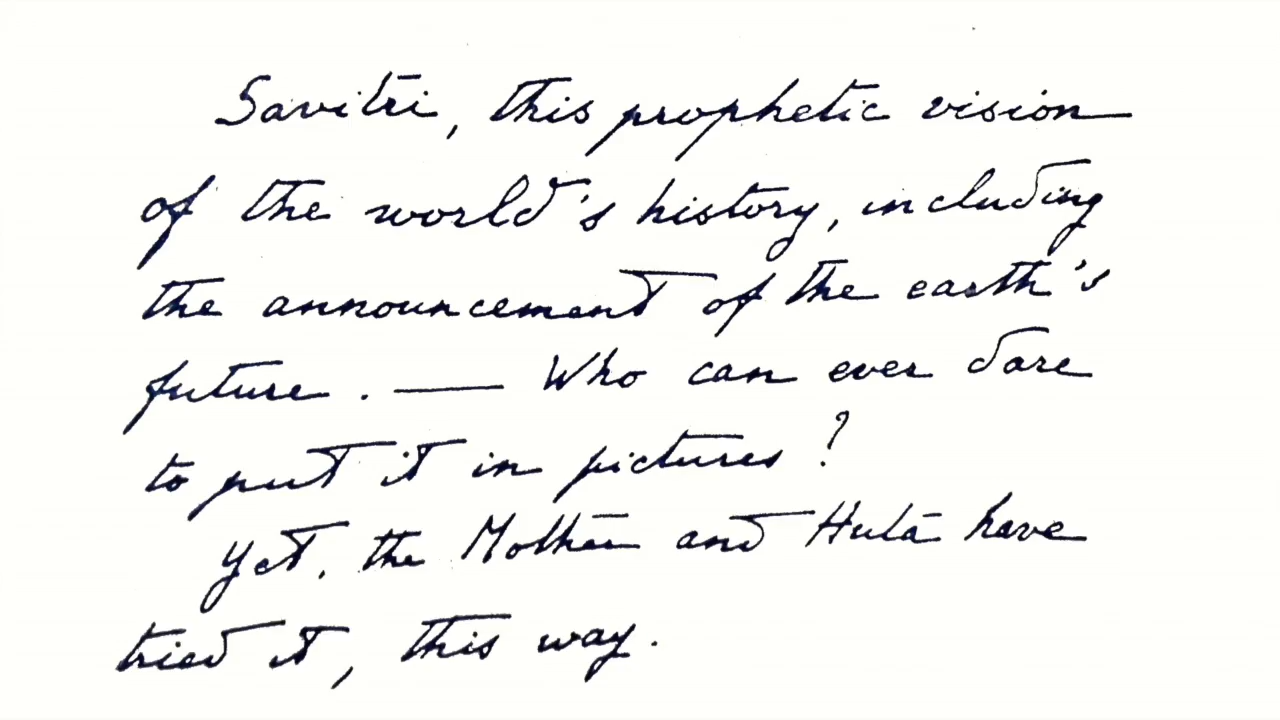 Savitri, this prophetic vision
of the world's history, including
the announcement of the earth's
future. — Who can ever dare
to put it in pictures?
Yet, the Mother and Huta have
tried it, this way.